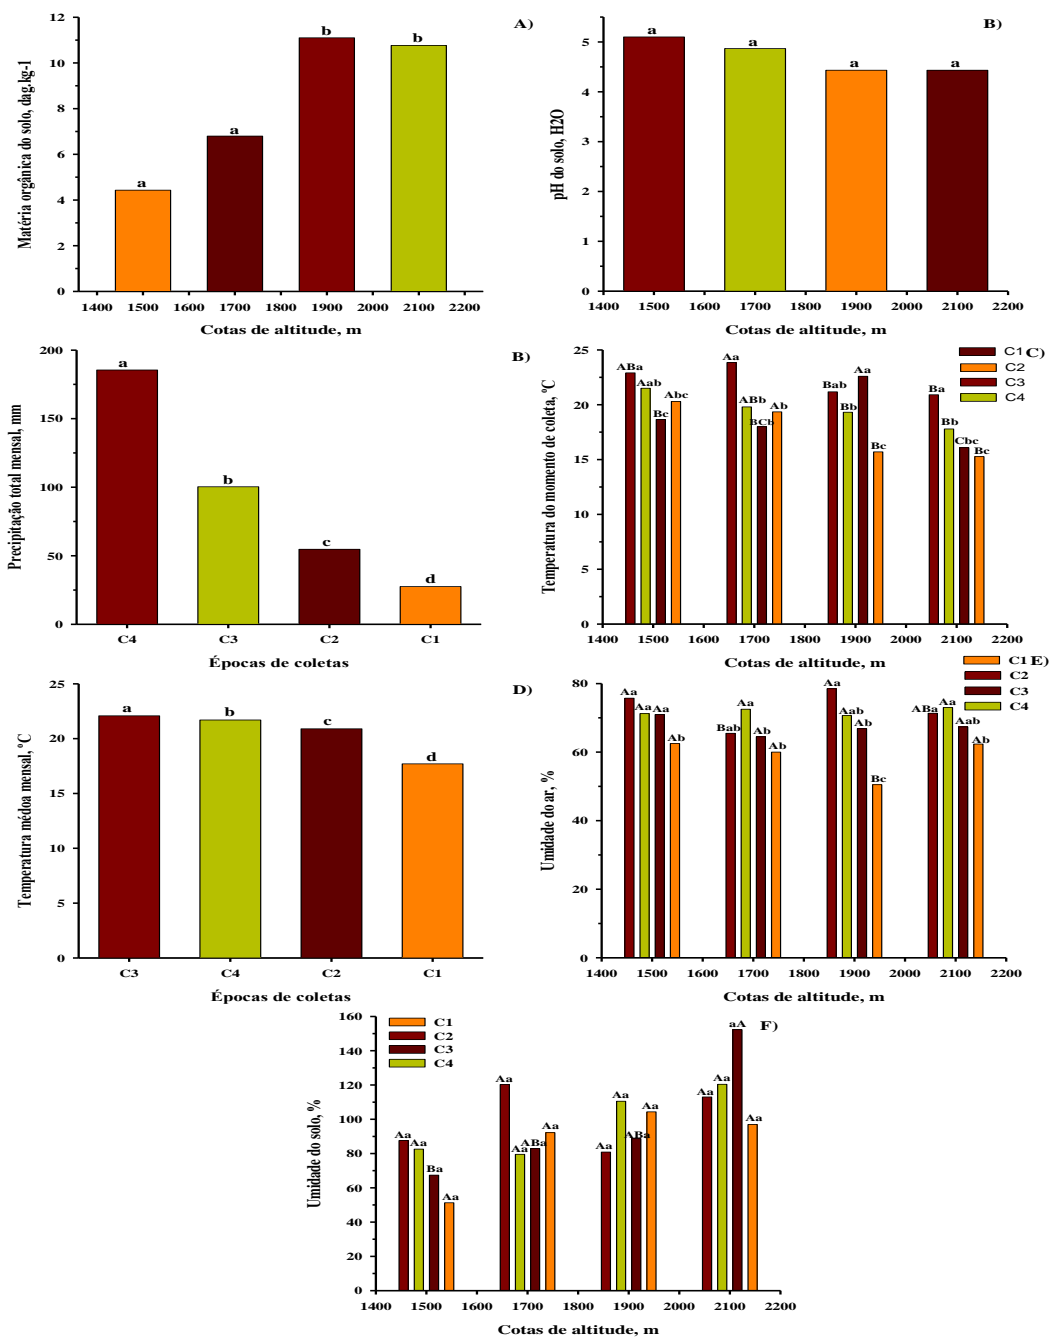 A)
Matéria orgânica do solo, dag.kg-1
12
10
8
6
4
2
0
a
a
b
b
1400 1500 1600 1700 1800 1900 2000 2100 2200
Cotas de altitude, m
B)
pH do solo, H2O
5
4
3
2
1
0
a
a
a
a
1400 1500 1600 1700 1800 1900 2000 2100 2200
Cotas de altitude, m
B)
Precipitação total mensal, mm
200
150
100
50
0
a
b
c
d
C4 C3 C2 C1
Épocas de coletas
C1 C)
C2
C3
C4
Temperatura do momento de coleta, ºC
25
20
15
10
5
0
ABa Aab Bc Abc
Aa ABb BCb Ab
Bab Bb Aa Bc
Ba Bb Cbc Bc
1400 1500 1600 1700 1800 1900 2000 2100 2200
Cotas de altitude, m
D)
Temperatura médoa mensal, ºC
25
20
15
10
5
0
a
b
c
d
C3 C4 C2 C1
Épocas de coletas
C1 E)
C2
C3
C4
Umidade do ar, %
80
60
40
20
0
Aa Aa Aa Ab
Bab Aa Ab Ab
Aa Aab Ab Bc
ABa Aa Aab Ab
1400 1500 1600 1700 1800 1900 2000 2100 2200
Cotas de altitude, m
C1
C2
C3
C4
F)
Umidade do solo, %
160
140
120
100
80
60
40
20
0
Aa Aa Ba Aa
Aa Aa ABa Aa
Aa Aa ABa Aa
Aa Aa aA Aa
1400 1500 1600 1700 1800 1900 2000 2100 2200
Cotas de altitude, m